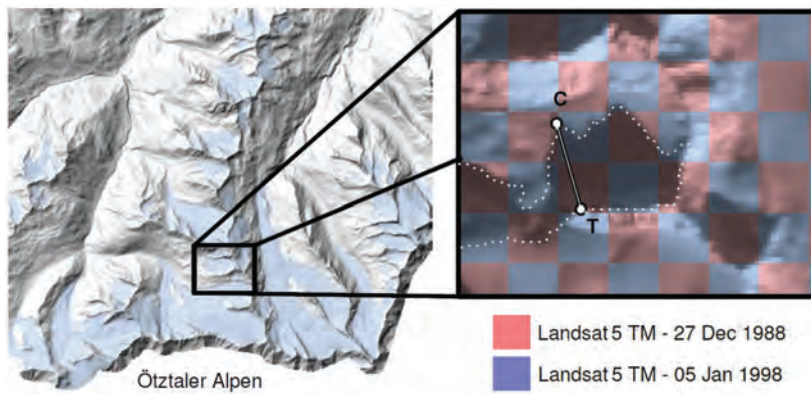 C
T
Landsat 5 TM - 27 Dec 1988
Landsat 5 TM - 05 Jan 1998
Ötztaler Alpen